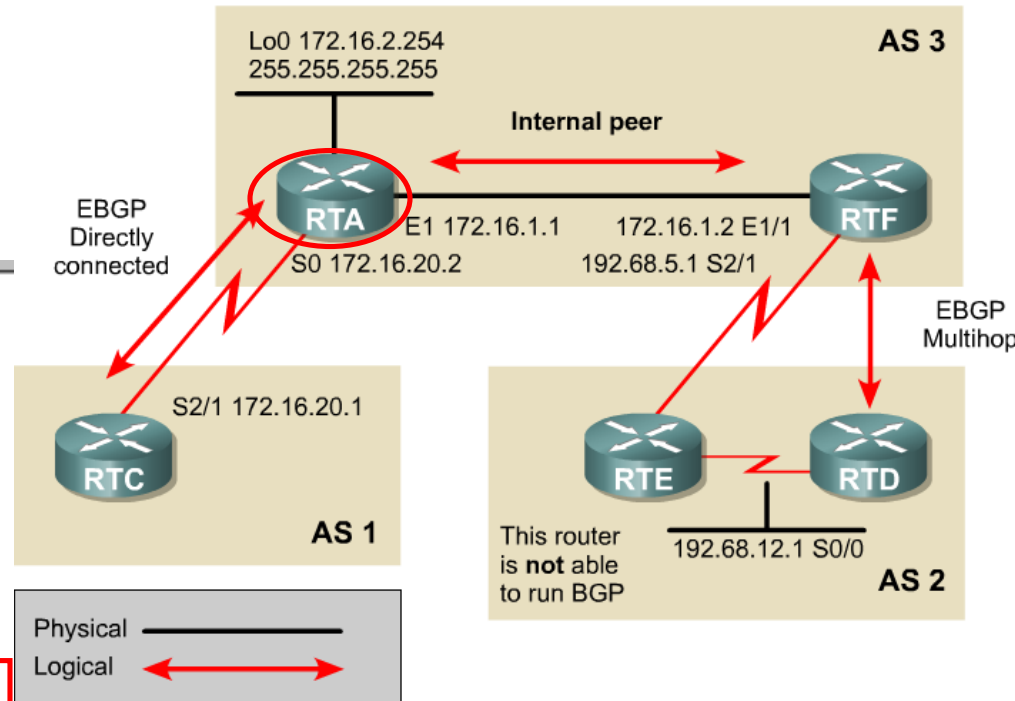 Lo0 172.16.2.254
255.255.255.255
AS 3
Internal peer
EBGP
Directly
connected
RTA
RTF
E1 172.16.1.1
172.16.1.2 E1/1
S0 172.16.20.2
192.68.5.1 S2/1
EBGP
Multihop
S2/1 172.16.20.1
RTC
AS 1
RTE
RTD
This router
is not able
to run BGP
192.68.12.1 S0/0
AS 2
Physical
Logical